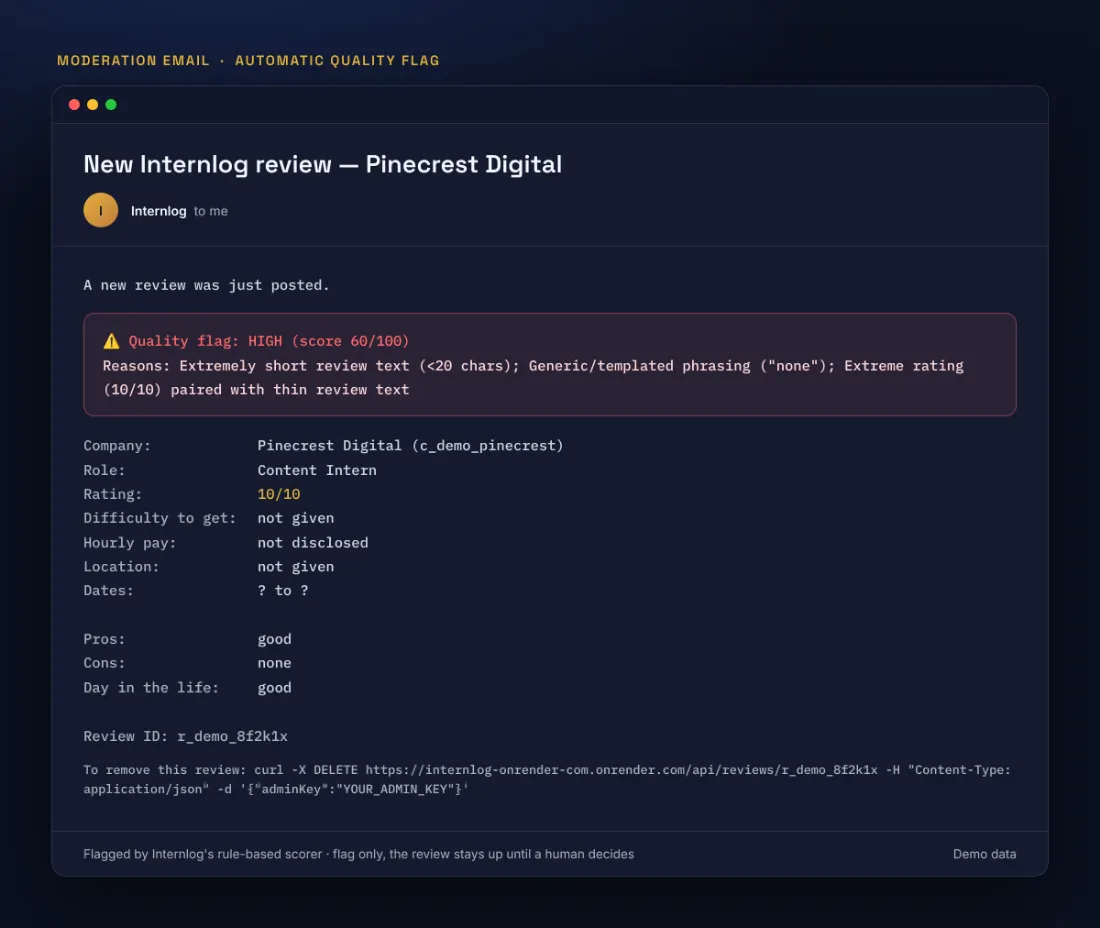 MODERATION EMAIL · AUTOMATIC QUALITY FLAG
New Internlog review — Pinecrest Digital
I
Internlog to me
A new review was just posted.
⚠️ Quality flag: HIGH (score 60/100)
Reasons: Extremely short review text (<20 chars); Generic/templated phrasing ("none"); Extreme rating
(10/10) paired with thin review text
Company: Pinecrest Digital (c_demo_pinecrest)
Role: Content Intern
Rating: 10/10
Difficulty to get: not given
Hourly pay: not disclosed
Location: not given
Dates: ? to ?
Pros: good
Cons: none
Day in the life: good
Review ID: r_demo_8f2k1x
To remove this review: curl -X DELETE https://internlog-onrender-com.onrender.com/api/reviews/r_demo_8f2k1x -H "Content-Type:
application/json" -d '{"adminKey":"YOUR_ADMIN_KEY"}'
Flagged by Internlog's rule-based scorer · flag only, the review stays up until a human decides
Demo data